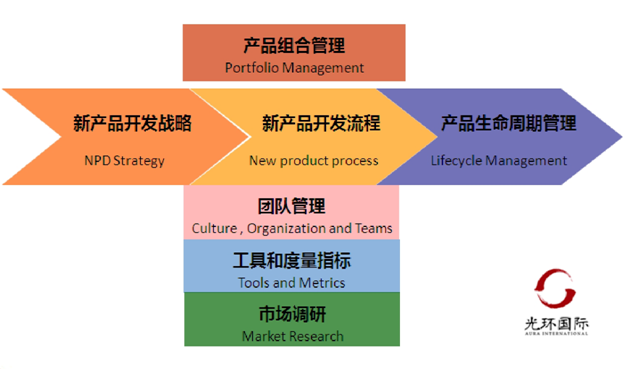 产品组合管理
Portfolio Management
新产品开发战略
NPD Strategy
新产品开发流程
New product process
产品生命周期管理
Lifecycle Management
团队管理
Culture , Organization and Teams
工具和度量指标
Tools and Metrics
市场调研
Market Research
光环国际
AURA INTERNATIONAL